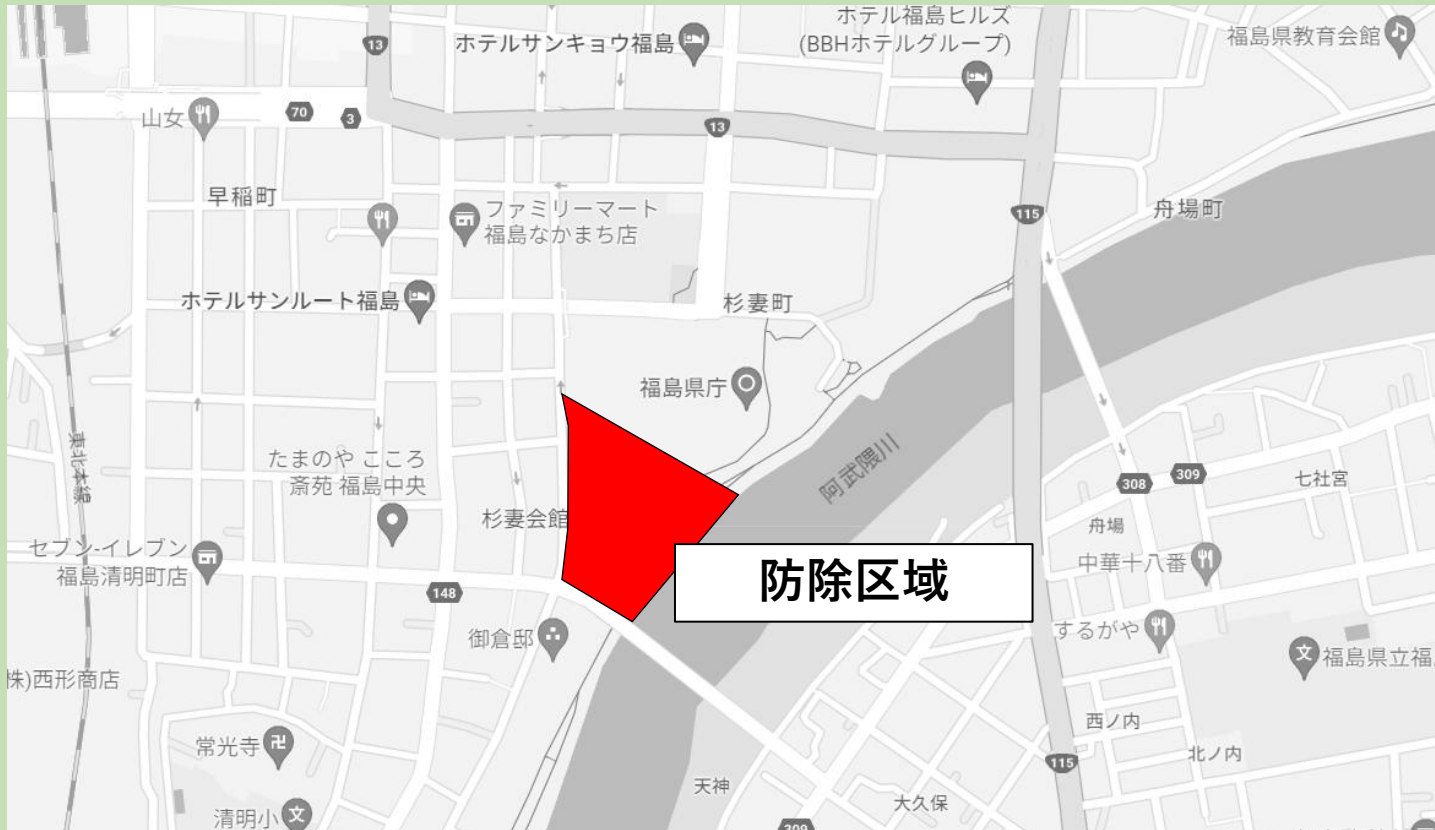 ホテル福島ヒルズ
(BBHホテルグループ)
ホテルサンキョウ福島
福島県教育会館
13
山女
70
3
13
早稲町
ファミリーマート
福島なかまち店
115
舟場町
ホテルサンルート福島
杉妻町
福島県庁
東北本線
たまのや こころ
斎苑 福島中央
阿武隈川
308
309
七社宮
杉妻会館
舟場
セブン-イレブン
福島清明町店
防除区域
中華十八番
148
御倉邸
するがや
福島県立福
株)西形商店
西ノ内
常光寺
北ノ内
115
天神
大久保
清明小
309